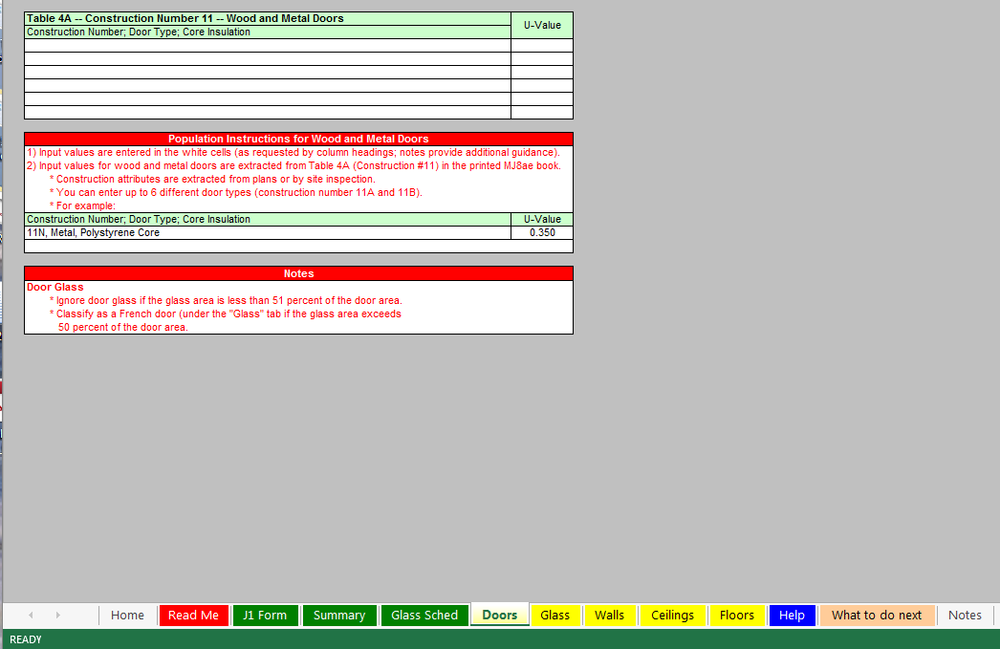 Table 4A -- Construction Number 11 -- Wood and Metal Doors
U-Value
Construction Number; Door Type; Core Insulation
Population Instructions for Wood and Metal Doors
1) Input values are entered in the white cells (as requested by column headings; notes provide additional guidance).
2) Input values for wood and metal doors are extracted from Table 4A (Construction #11) in the printed MJ8ae book.
* Construction attributes are extracted from plans or by site inspection.
* You can enter up to 6 different door types (construction number 11A and 11B).
* For example:
Construction Number; Door Type; Core Insulation U-Value
11N, Metal, Polystyrene Core 0.350
Notes
Door Glass
* Ignore door glass if the glass area is less than 51 percent of the door area.
* Classify as a French door (under the "Glass" tab if the glass area exceeds
50 percent of the door area.
Home Read Me J1 Form Summary Glass Sched Doors Glass Walls Ceilings Floors Help What to do next Notes
READY